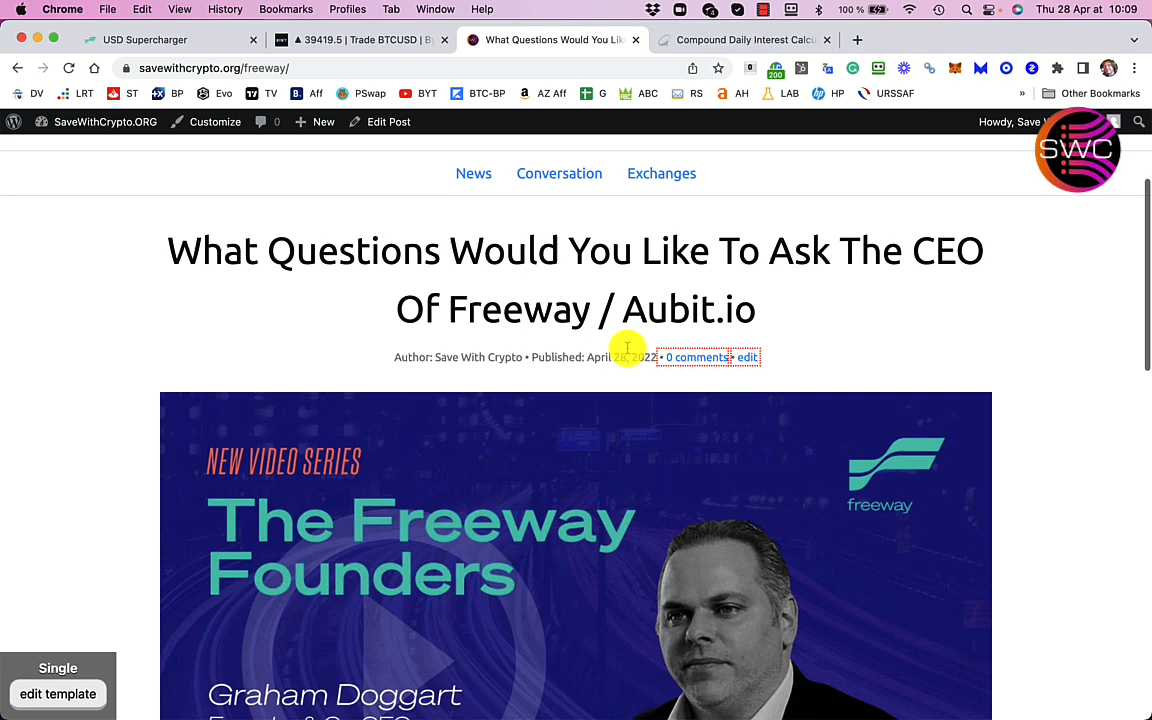 Chrome File Edit View History Bookmarks Profiles Tab Window Help 100 % Thu 28 Apr at 10:09
USD Supercharger
▲ 39419.5 | Trade BTCUSD | B
What Questions Would You Lik
Compound Daily Interest Calcu
savewithcrypto.org/freeway/
200
DV LRT ST BP Evo TV Aff PSwap BYT BTC-BP AZ Aff G ABC RS AH LAB HP URSSAF » Other Bookmarks
SaveWithCrypto.ORG Customize 0 New Edit Post Howdy, Save
SWC
News Conversation Exchanges
What Questions Would You Like To Ask The CEO
Of Freeway / Aubit.io
Author: Save With Crypto • Published: April 28, 2022 • 0 comments • edit
NEW VIDEO SERIES
The Freeway
Founders
freeway
Graham Doggart
Single
edit template